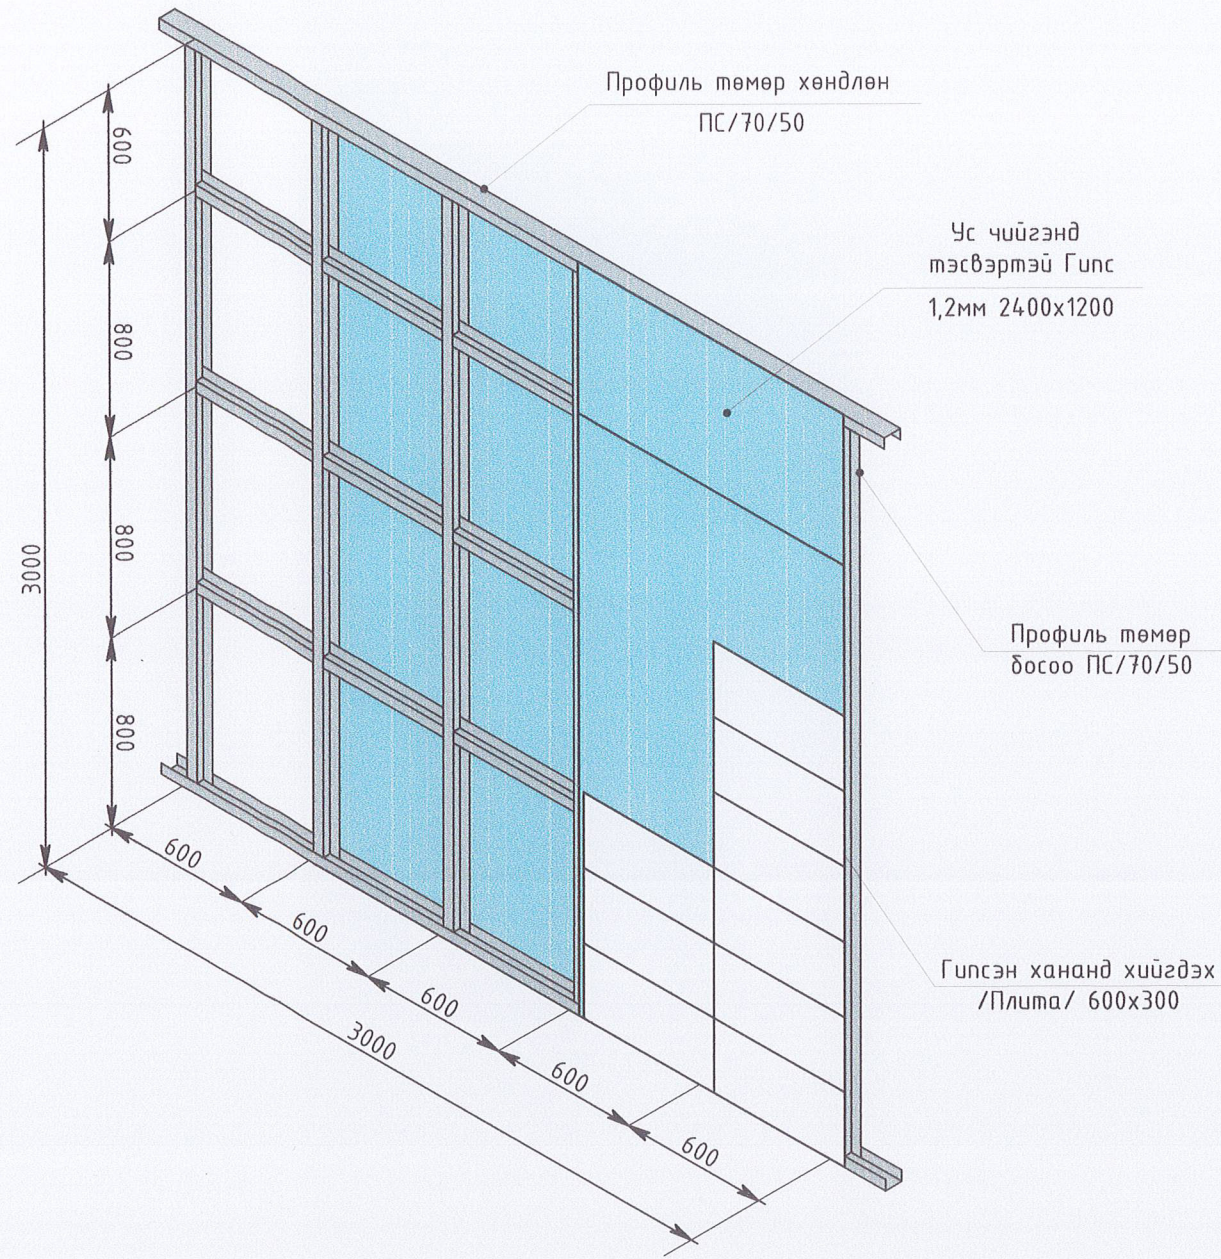 Профиль төмөр хөндлөн
ПС/70/50
Ус чийгэнд
тэсвэртэй Гипс
1,2мм 2400х1200
Профиль төмөр
босоо ПС/70/50
Гипсэн хананд хийгдэх
/Плита/ 600х300
600
800
800
800
3000
600
600
600
600
600
3000